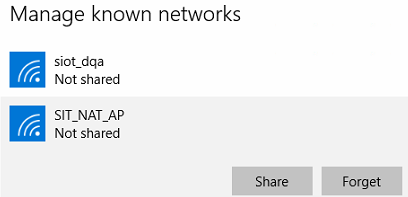 Manage known networks
siot_dqa
Not shared
SIT_NAT_AP
Not shared
Share
Forget